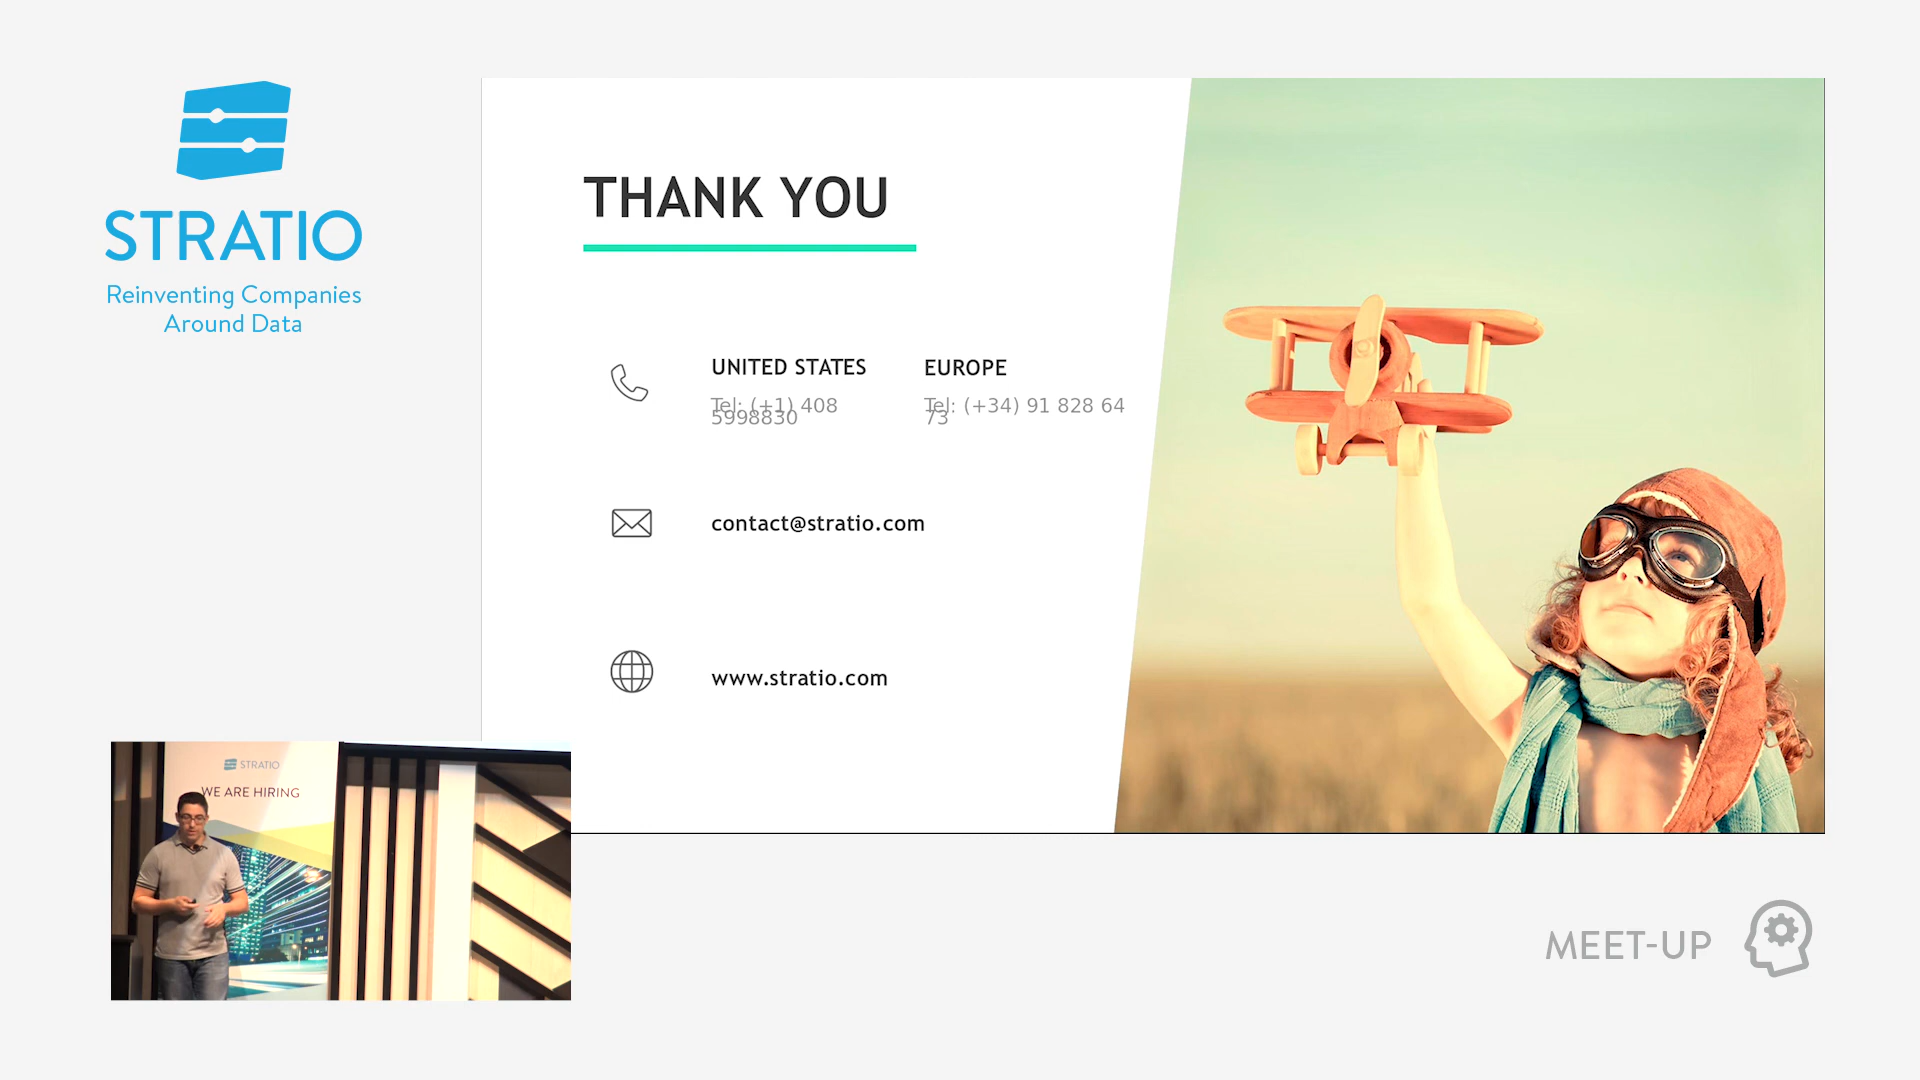 STRATIO
Reinventing Companies
Around Data
THANK YOU
UNITED STATES
Tel: (+1) 408
5998830
EUROPE
Tel: (+34) 91 828 64
73
contact@stratio.com
www.stratio.com
STRATIO
WE ARE HIRING
MEET-UP